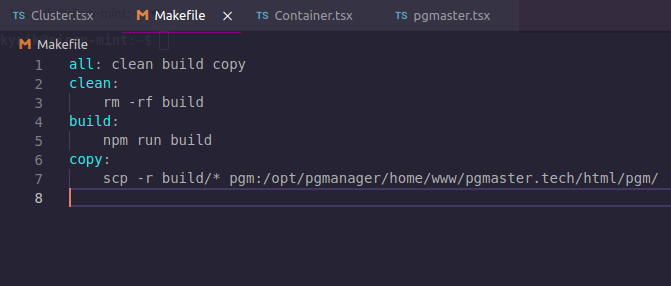 TS Cluster.tsx M Makefile × TS Container.tsx TS pgmaster.tsx
M Makefile
1 all: clean build copy
2 clean:
3     rm -rf build
4 build:
5     npm run build
6 copy:
7     scp -r build/* pgm:/opt/pgmanager/home/www/pgmaster.tech/html/pgm/
8